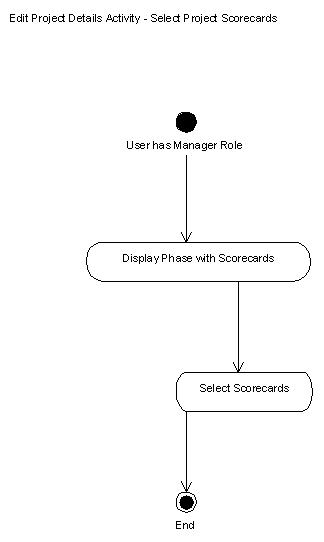 Edit Project Details Activity - Select Project Scorecards
User has Manager Role
Display Phase with Scorecards
Select Scorecards
End